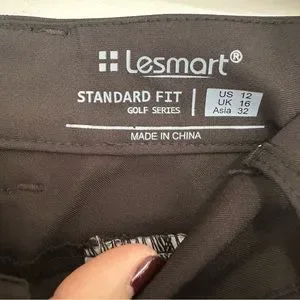 Lesmart®
STANDARD FIT
GOLF SERIES
US 12
UK 16
Asia 32
MADE IN CHINA